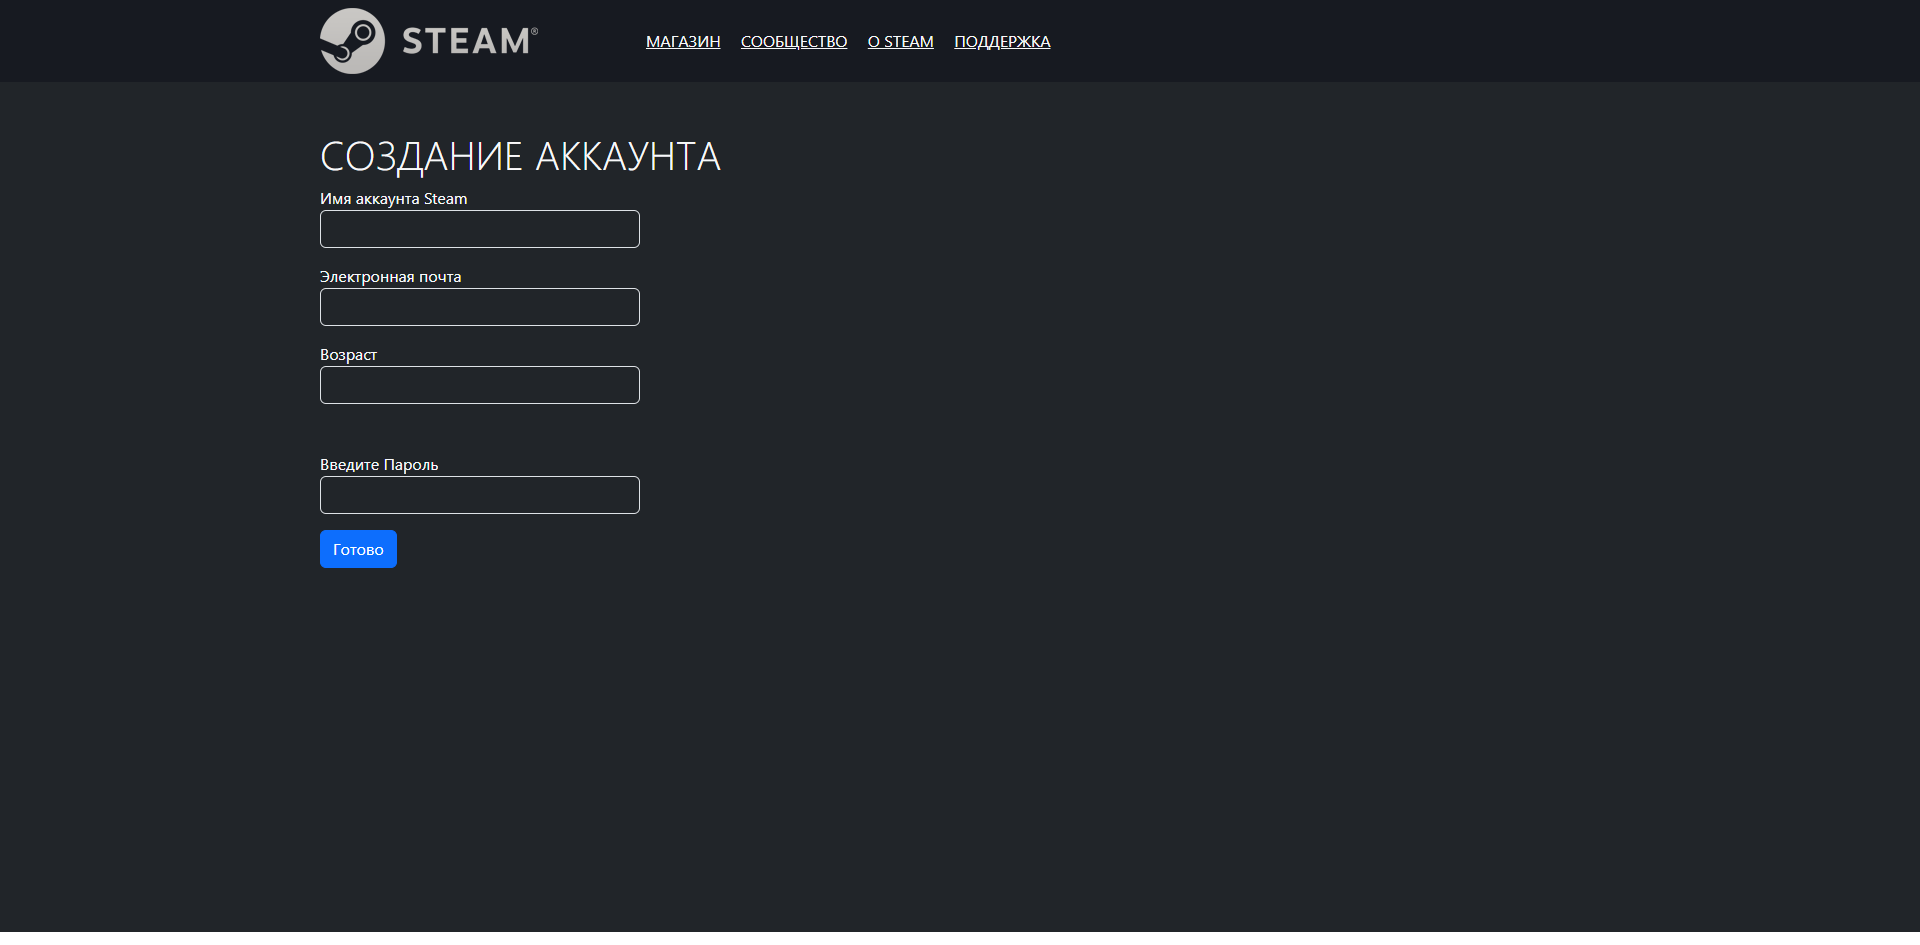 STEAM®
МАГАЗИН СООБЩЕСТВО О STEAM ПОДДЕРЖКА
СОЗДАНИЕ АККАУНТА
Имя аккаунта Steam
Электронная почта
Возраст
Введите Пароль
Готово